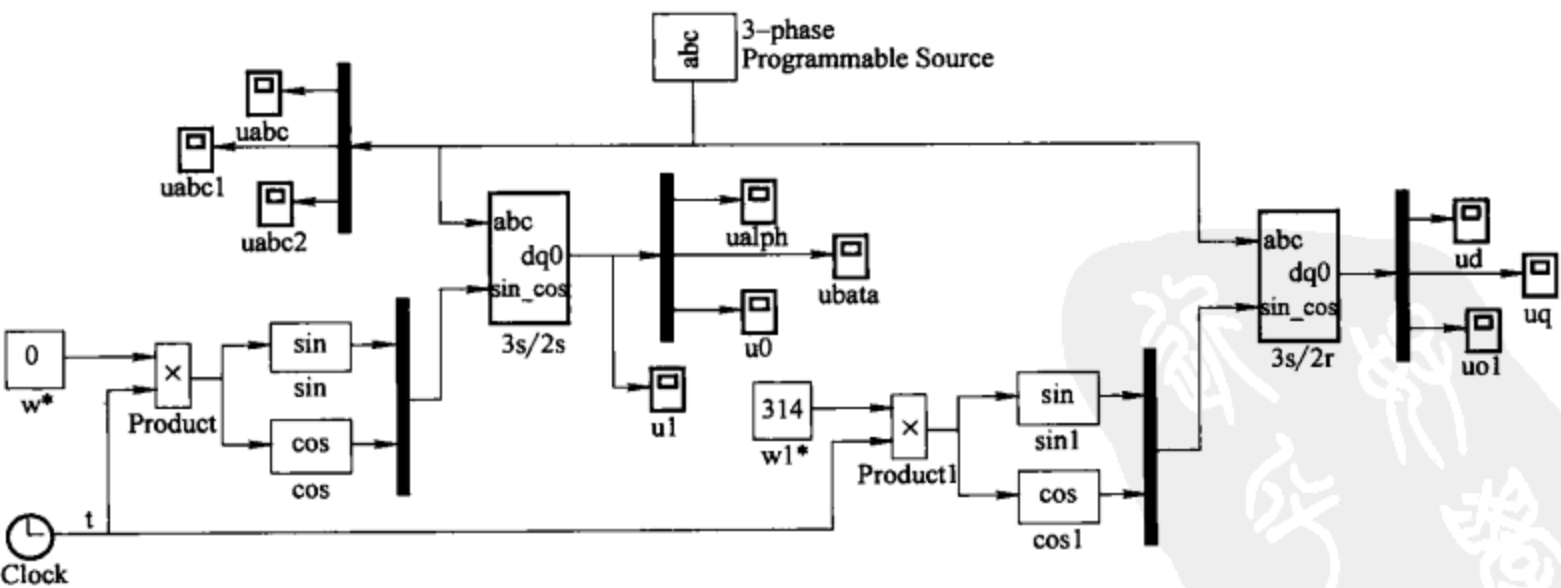 abc
3-phase
Programmable Source
uabc
uabc1
uabc2
abc
dq0
sin_cos
3s/2s
ualph
ubata
u0
u1
abc
dq0
sin_cos
3s/2r
ud
uq
uo1
0
w*
×
Product
sin
sin
cos
cos
314
w1*
×
Product1
sin
sin1
cos
cos1
t
Clock